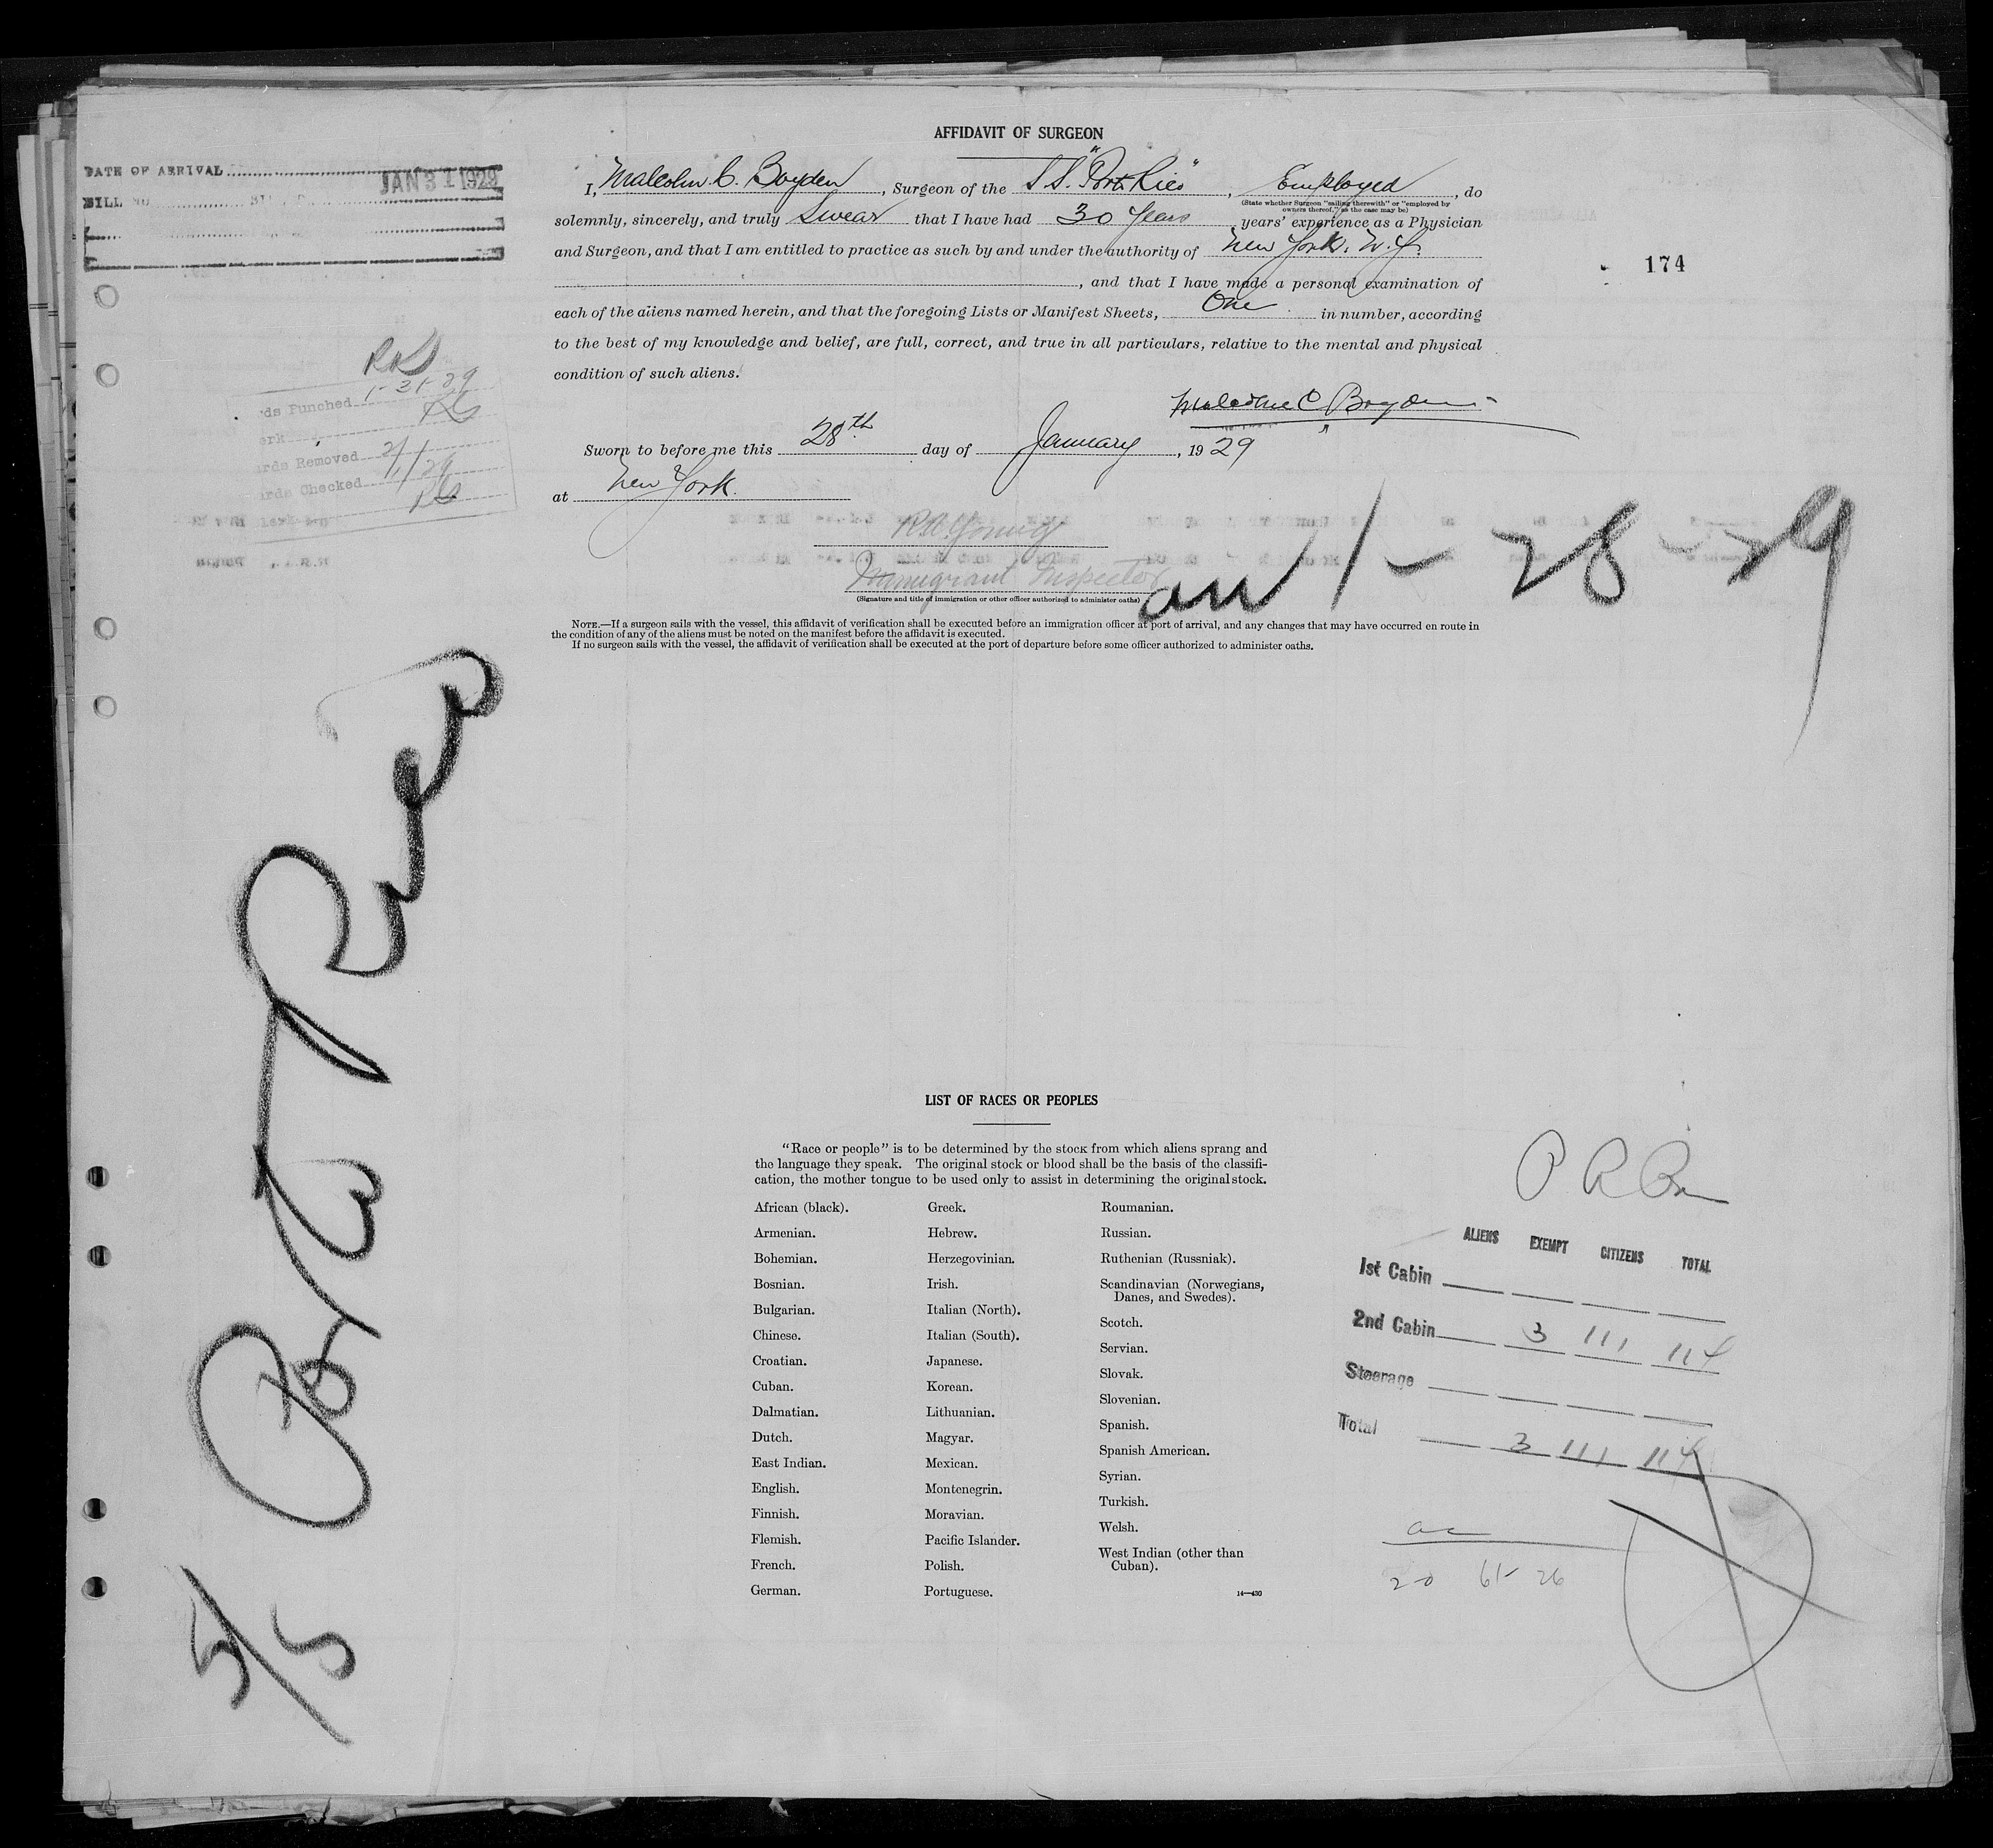 AFFIDAVIT OF SURGEON
DATE OF ARRIVAL JAN 31 1929
I, Malcolm C. Boyden, Surgeon of the S.S. "Porto Rico", Employed, do
(State whether Surgeon "sailing therewith" or "employed by
owners thereof," as the case may be)
solemnly, sincerely, and truly Swear that I have had 30 Years years' experience as a Physician
and Surgeon, and that I am entitled to practice as such by and under the authority of New York. N.Y.
, and that I have made a personal examination of
each of the aliens named herein, and that the foregoing Lists or Manifest Sheets, One in number, according
to the best of my knowledge and belief, are full, correct, and true in all particulars, relative to the mental and physical
condition of such aliens.
Malcolm C Boyden
Sworn to before me this 28th day of January, 1929
at New York.
R.A. Young
Immigrant Inspector
(Signature and title of immigration or other officer authorized to administer oaths)
174
1-31-29
ds Punched
erk
rds Removed 2/1/29
rds Checked
1-28-29
NOTE.—If a surgeon sails with the vessel, this affidavit of verification shall be executed before an immigration officer at port of arrival, and any changes that may have occurred en route in
the condition of any of the aliens must be noted on the manifest before the affidavit is executed.
If no surgeon sails with the vessel, the affidavit of verification shall be executed at the port of departure before some officer authorized to administer oaths.
S/S Porto Rico
LIST OF RACES OR PEOPLES
"Race or people" is to be determined by the stock from which aliens sprang and
the language they speak. The original stock or blood shall be the basis of the classifi-
cation, the mother tongue to be used only to assist in determining the original stock.
African (black).
Armenian.
Bohemian.
Bosnian.
Bulgarian.
Chinese.
Croatian.
Cuban.
Dalmatian.
Dutch.
East Indian.
English.
Finnish.
Flemish.
French.
German.
Greek.
Hebrew.
Herzegovinian.
Irish.
Italian (North).
Italian (South).
Japanese.
Korean.
Lithuanian.
Magyar.
Mexican.
Montenegrin.
Moravian.
Pacific Islander.
Polish.
Portuguese.
Roumanian.
Russian.
Ruthenian (Russniak).
Scandinavian (Norwegians,
Danes, and Swedes).
Scotch.
Servian.
Slovak.
Slovenian.
Spanish.
Spanish American.
Syrian.
Turkish.
Welsh.
West Indian (other than
Cuban).
14—430
ALIENS EXEMPT CITIZENS TOTAL
1st Cabin
2nd Cabin 3 111 114
Steerage
Total 3 111 114